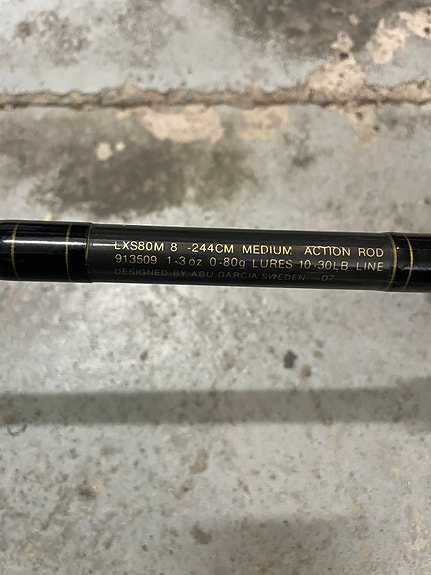 LXS80M 8 -244CM MEDIUM ACTION ROD
913509 1-3oz 0-80g LURES 10-30LB LINE
DESIGNED BY ABU GARCIA SWEDEN 07